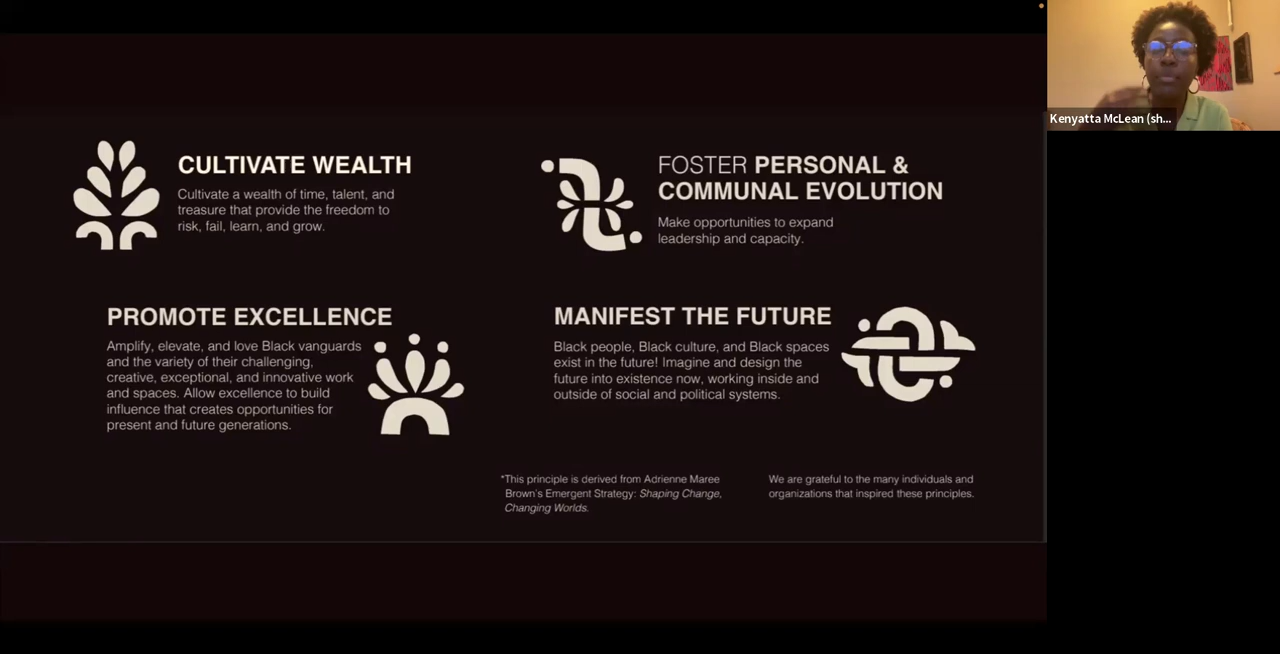 CULTIVATE WEALTH
Cultivate a wealth of time, talent, and
treasure that provide the freedom to
risk, fail, learn, and grow.
FOSTER PERSONAL &
COMMUNAL EVOLUTION
Make opportunities to expand
leadership and capacity.
PROMOTE EXCELLENCE
Amplify, elevate, and love Black vanguards
and the variety of their challenging,
creative, exceptional, and innovative work
and spaces. Allow excellence to build
influence that creates opportunities for
present and future generations.
MANIFEST THE FUTURE
Black people, Black culture, and Black spaces
exist in the future! Imagine and design the
future into existence now, working inside and
outside of social and political systems.
*This principle is derived from Adrienne Maree
Brown's Emergent Strategy: Shaping Change,
Changing Worlds.
We are grateful to the many individuals and
organizations that inspired these principles.
Kenyatta McLean (sh...